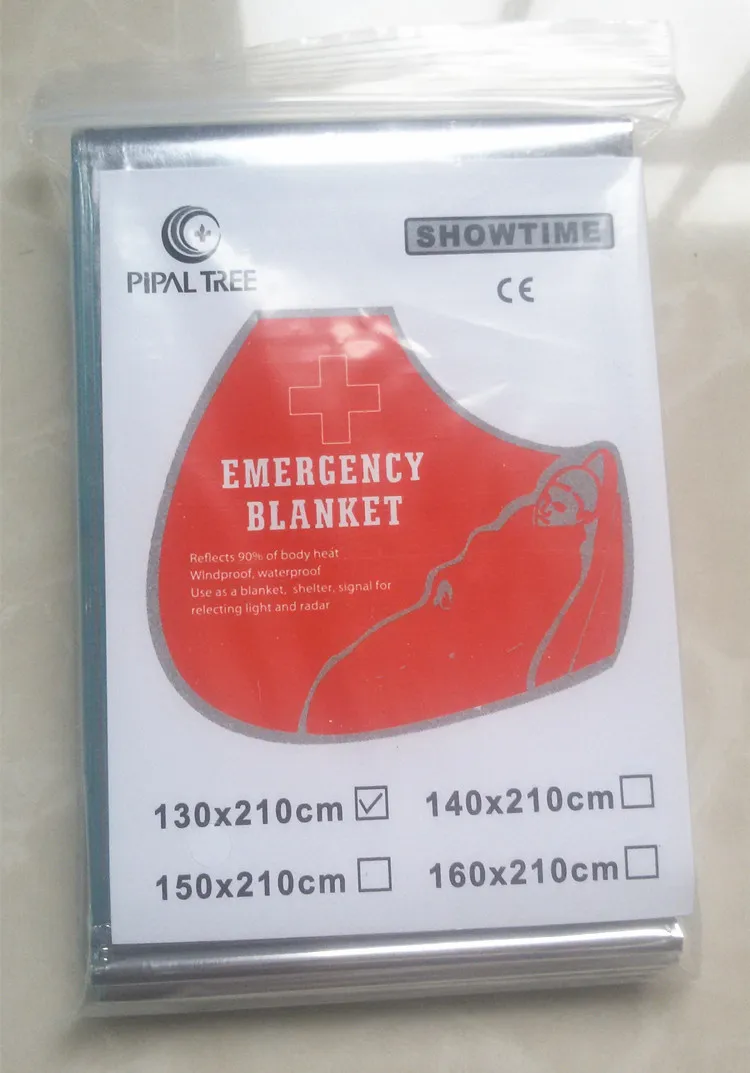 PIPAL TREE
SHOWTIME
CE
EMERGENCY
BLANKET
Reflects 90% of body heat
Windproof, waterproof
Use as a blanket, shelter, signal for
relecting light and radar
130x210cm
140x210cm
150x210cm
160x210cm